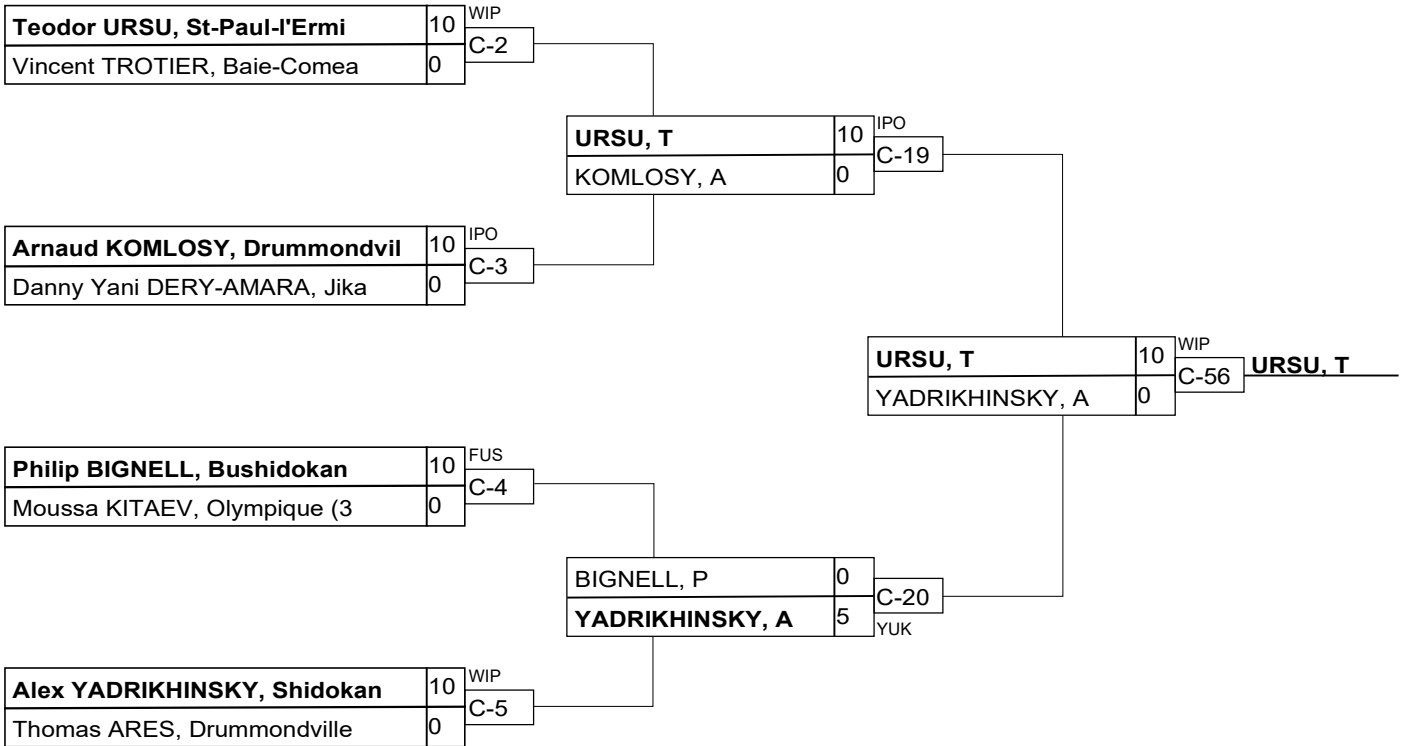 Teodor URSU, St-Paul-l'Ermi 10 WIP
C-2
Vincent TROTIER, Baie-Comea 0
URSU, T 10 IPO
C-19
KOMLOSY, A 0
Arnaud KOMLOSY, Drummondvil 10 IPO
C-3
Danny Yani DERY-AMARA, Jika 0
URSU, T 10 WIP
C-56 URSU, T
YADRIKHINSKY, A 0
Philip BIGNELL, Bushidokan 10 FUS
C-4
Moussa KITAEV, Olympique (3 0
BIGNELL, P 0
C-20
YADRIKHINSKY, A 5 YUK
Alex YADRIKHINSKY, Shidokan 10 WIP
C-5
Thomas ARES, Drummondville 0